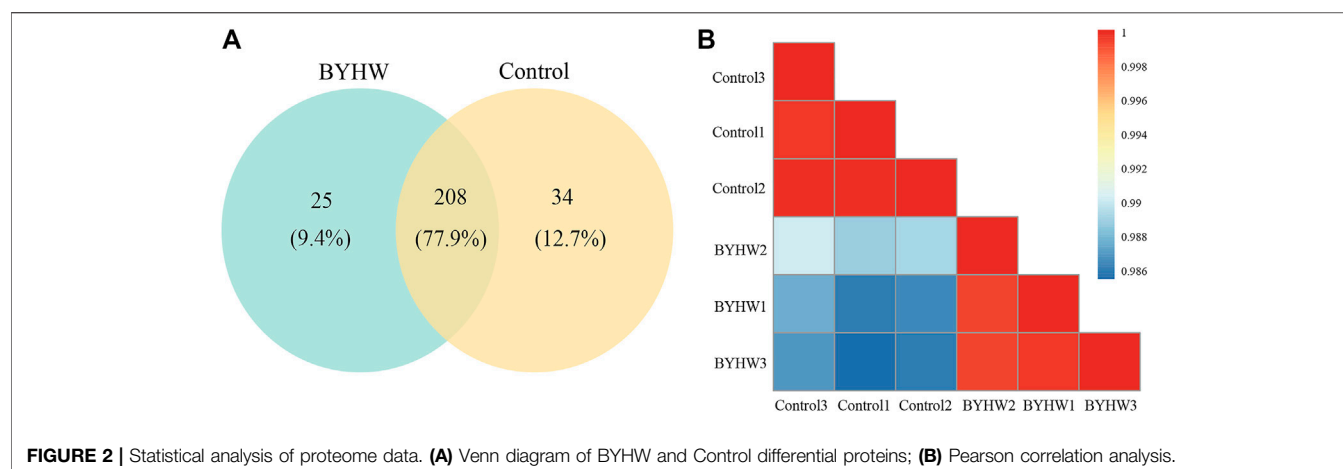 A
BYHW Control
25 208 34
(9.4%) (77.9%) (12.7%)
B
Control3
Control1
Control2
BYHW2
BYHW1
BYHW3
Control3 Control1 Control2 BYHW2 BYHW1 BYHW3
1
0.998
0.996
0.994
0.992
0.99
0.988
0.986
FIGURE 2 | Statistical analysis of proteome data. (A) Venn diagram of BYHW and Control differential proteins; (B) Pearson correlation analysis.